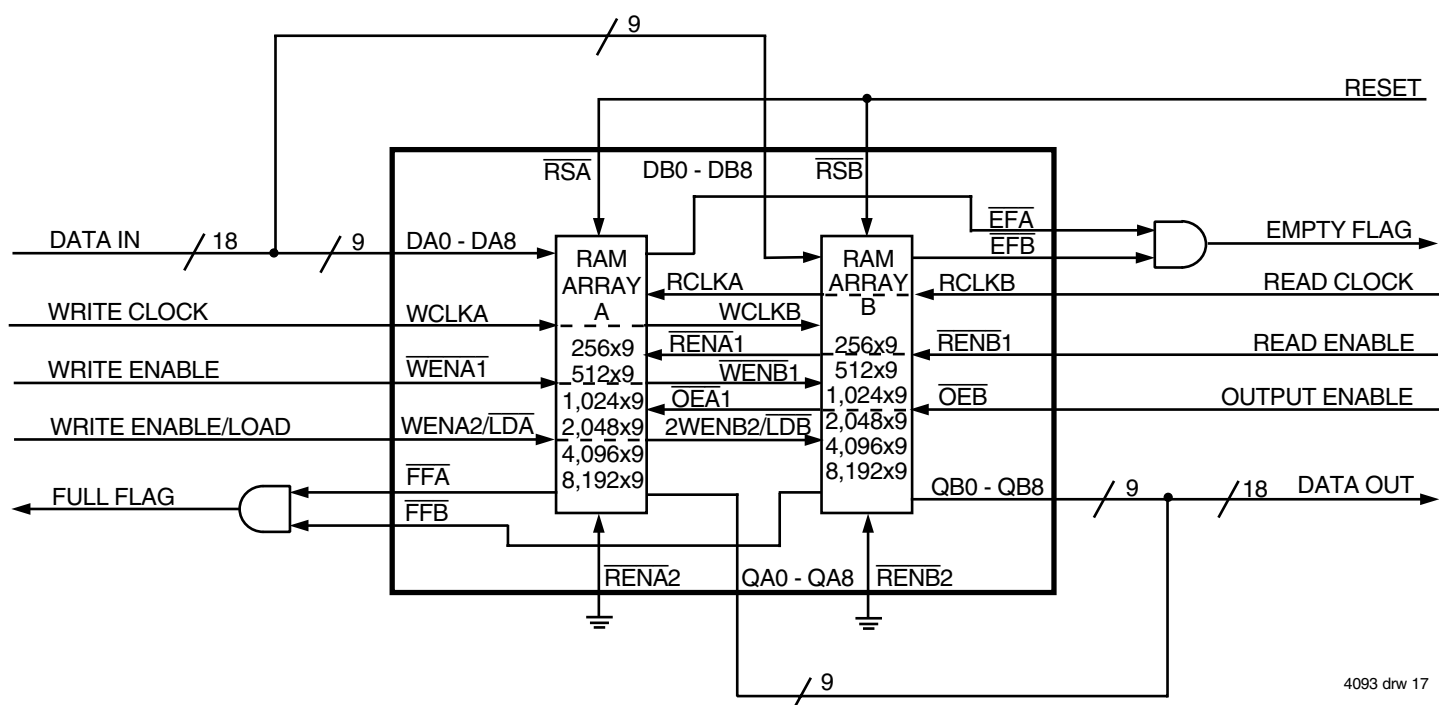 9
RESET
RSA
DB0 - DB8
RSB
DATA IN
18
9
DA0 - DA8
RAM
ARRAY
A
RAM
ARRAY
B
EFA
EFB
EMPTY FLAG
RCLKA
RCLKB
READ CLOCK
WRITE CLOCK
WCLKA
WCLKB
256x9
512x9
1,024x9
2,048x9
4,096x9
8,192x9
256x9
512x9
1,024x9
2,048x9
4,096x9
8,192x9
RENA1
RENB1
READ ENABLE
WRITE ENABLE
WENA1
WENB1
OEA1
OEB
OUTPUT ENABLE
WRITE ENABLE/LOAD
WENA2/LDA
2WENB2/LDB
FFA
FULL FLAG
FFB
QB0 - QB8
9
18
DATA OUT
RENA2
QA0 - QA8
RENB2
9
4093 drw 17